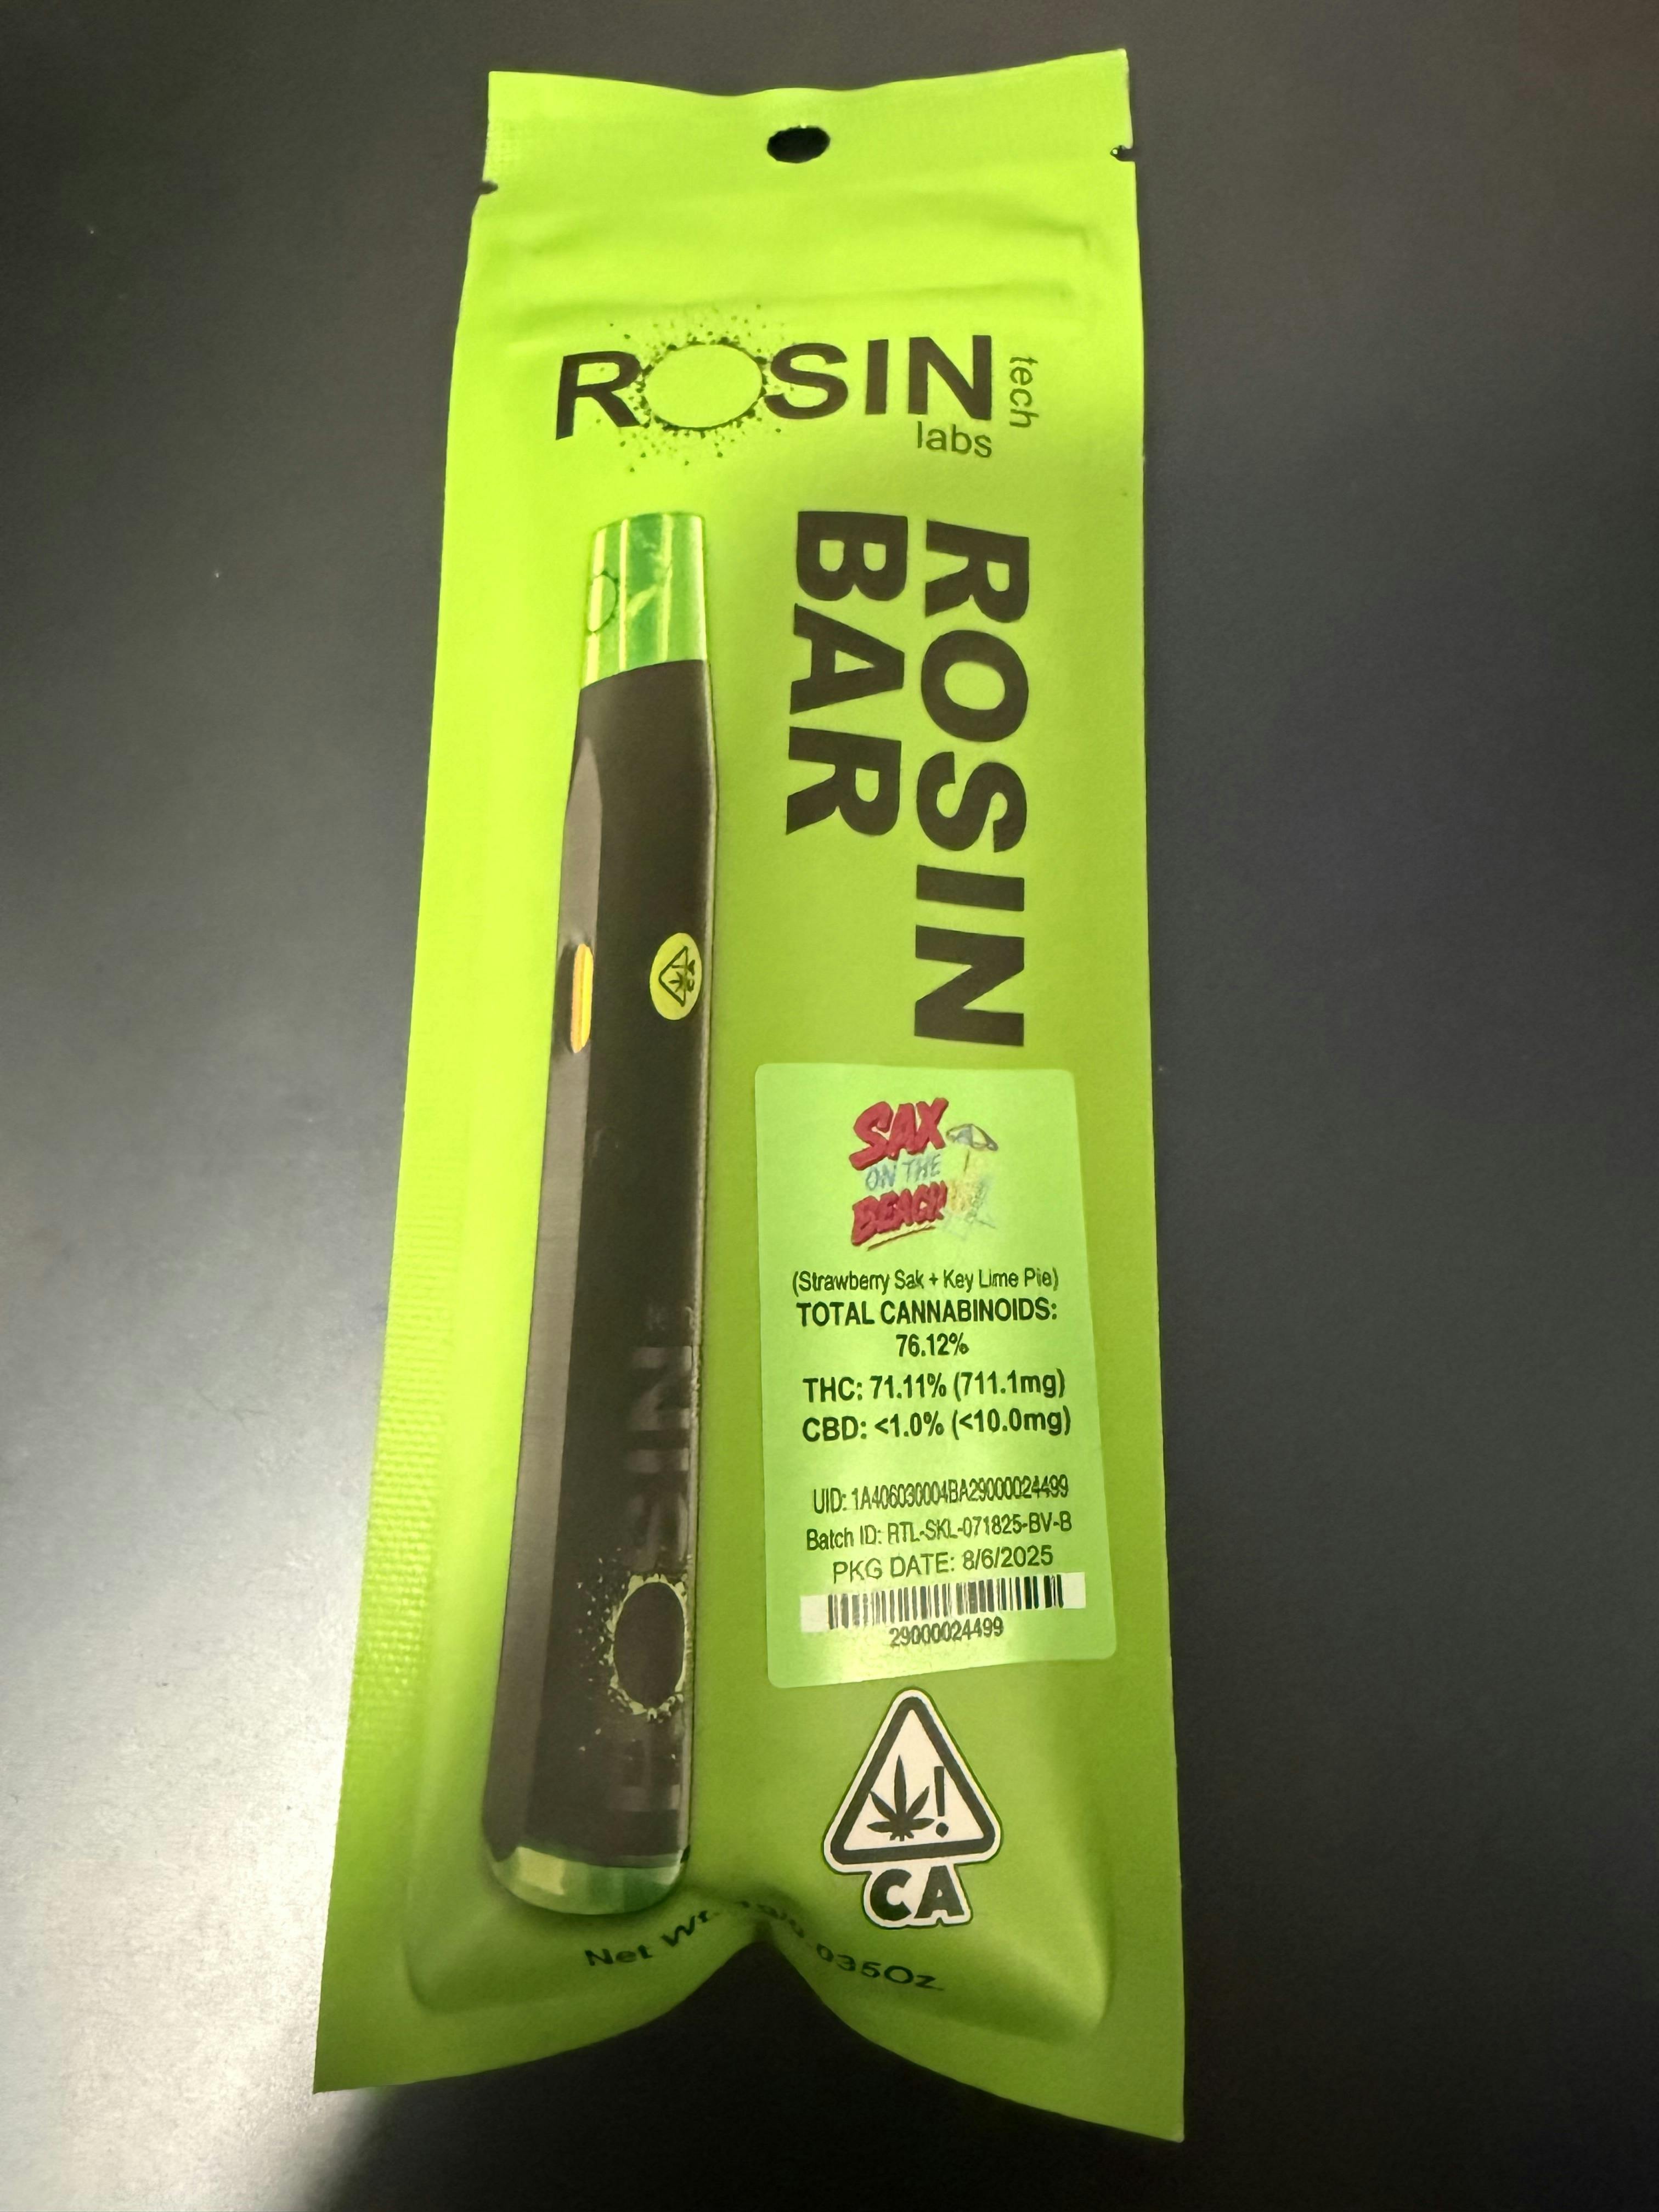 ROSIN
tech
labs
ROSIN
BAR
SAX
ON THE
BEACH
(Strawberry Sak + Key Lime Pie)
TOTAL CANNABINOIDS:
76.12%
THC: 71.11% (711.1mg)
CBD: <1.0% (<10.0mg)
UID: 1A406030004BA29000024499
Batch ID: RTL-SKL-071825-BV-B
PKG DATE: 8/6/2025
29000024499
CA
Net Wt. .035Oz